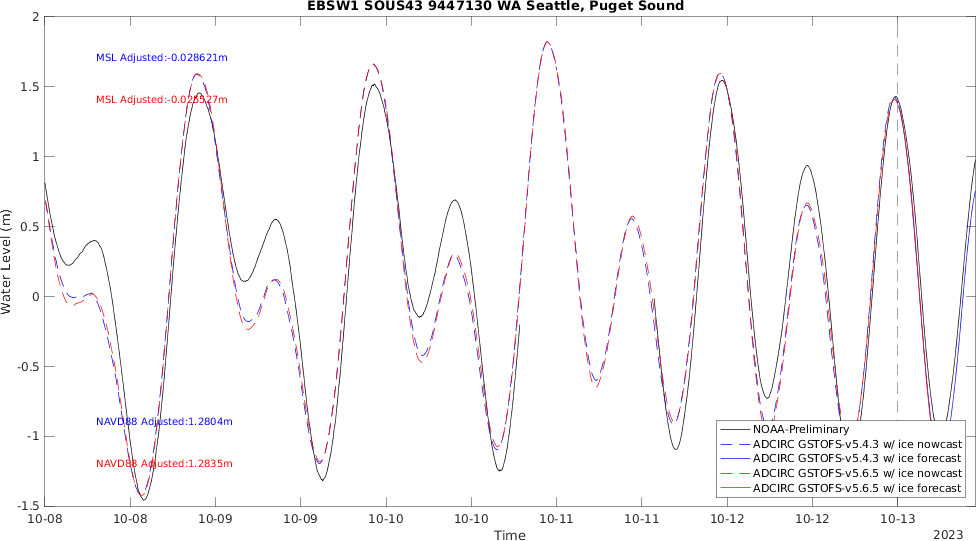 EBSW1 SOUS43 9447130 WA Seattle, Puget Sound
2
1.5
1
0.5
0
-0.5
-1
-1.5
Water Level (m)
MSL Adjusted:-0.028621m
MSL Adjusted:-0.025527m
NAVD88 Adjusted:1.2804m
NAVD88 Adjusted:1.2835m
NOAA-Preliminary
ADCIRC GSTOFS-v5.4.3 w/ ice nowcast
ADCIRC GSTOFS-v5.4.3 w/ ice forecast
ADCIRC GSTOFS-v5.6.5 w/ ice nowcast
ADCIRC GSTOFS-v5.6.5 w/ ice forecast
10-08 10-08 10-09 10-09 10-10 10-10 10-11 10-11 10-12 10-12 10-13
Time
2023